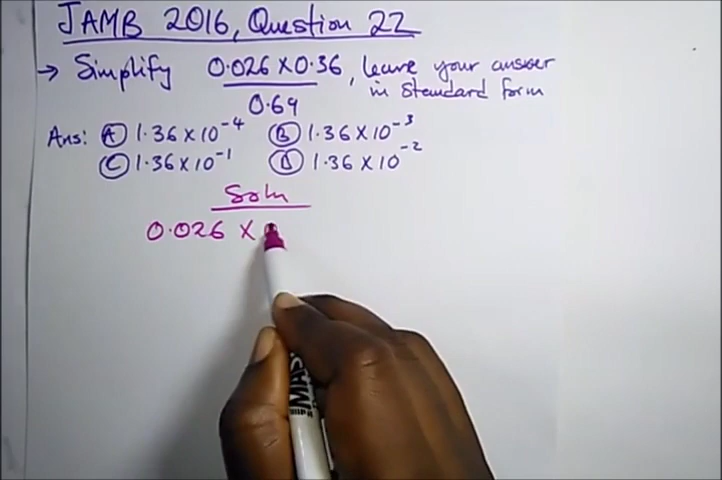 JAMB 2016, Question 22
→ Simplify 0.026 × 0.36, leave your answer
in standard form
0.69
Ans: (A) 1.36 × 10⁻⁴ (B) 1.36 × 10⁻³
(C) 1.36 × 10⁻¹ (D) 1.36 × 10⁻²
Soln
0.026 ×